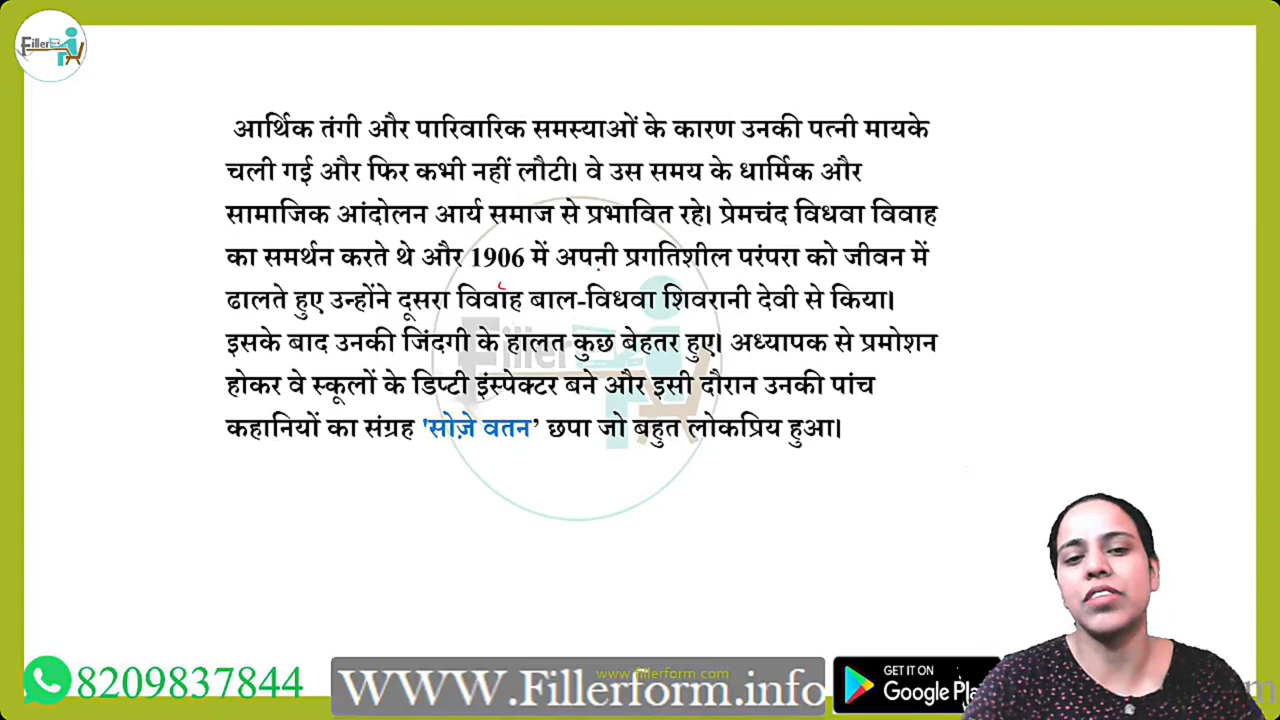 Fillerform
आर्थिक तंगी और पारिवारिक समस्याओं के कारण उनकी पत्नी मायके
चली गई और फिर कभी नहीं लौटी। वे उस समय के धार्मिक और
सामाजिक आंदोलन आर्य समाज से प्रभावित रहे। प्रेमचंद विधवा विवाह
का समर्थन करते थे और 1906 में अपनी प्रगतिशील परंपरा को जीवन में
ढालते हुए उन्होंने दूसरा विवाह बाल-विधवा शिवरानी देवी से किया।
इसके बाद उनकी जिंदगी के हालत कुछ बेहतर हुए। अध्यापक से प्रमोशन
होकर वे स्कूलों के डिप्टी इंस्पेक्टर बने और इसी दौरान उनकी पांच
कहानियों का संग्रह 'सोज़े वतन’ छपा जो बहुत लोकप्रिय हुआ।
8209837844
www.fillerform.com
WWW.Fillerform.info
GET IT ON
Google Pla